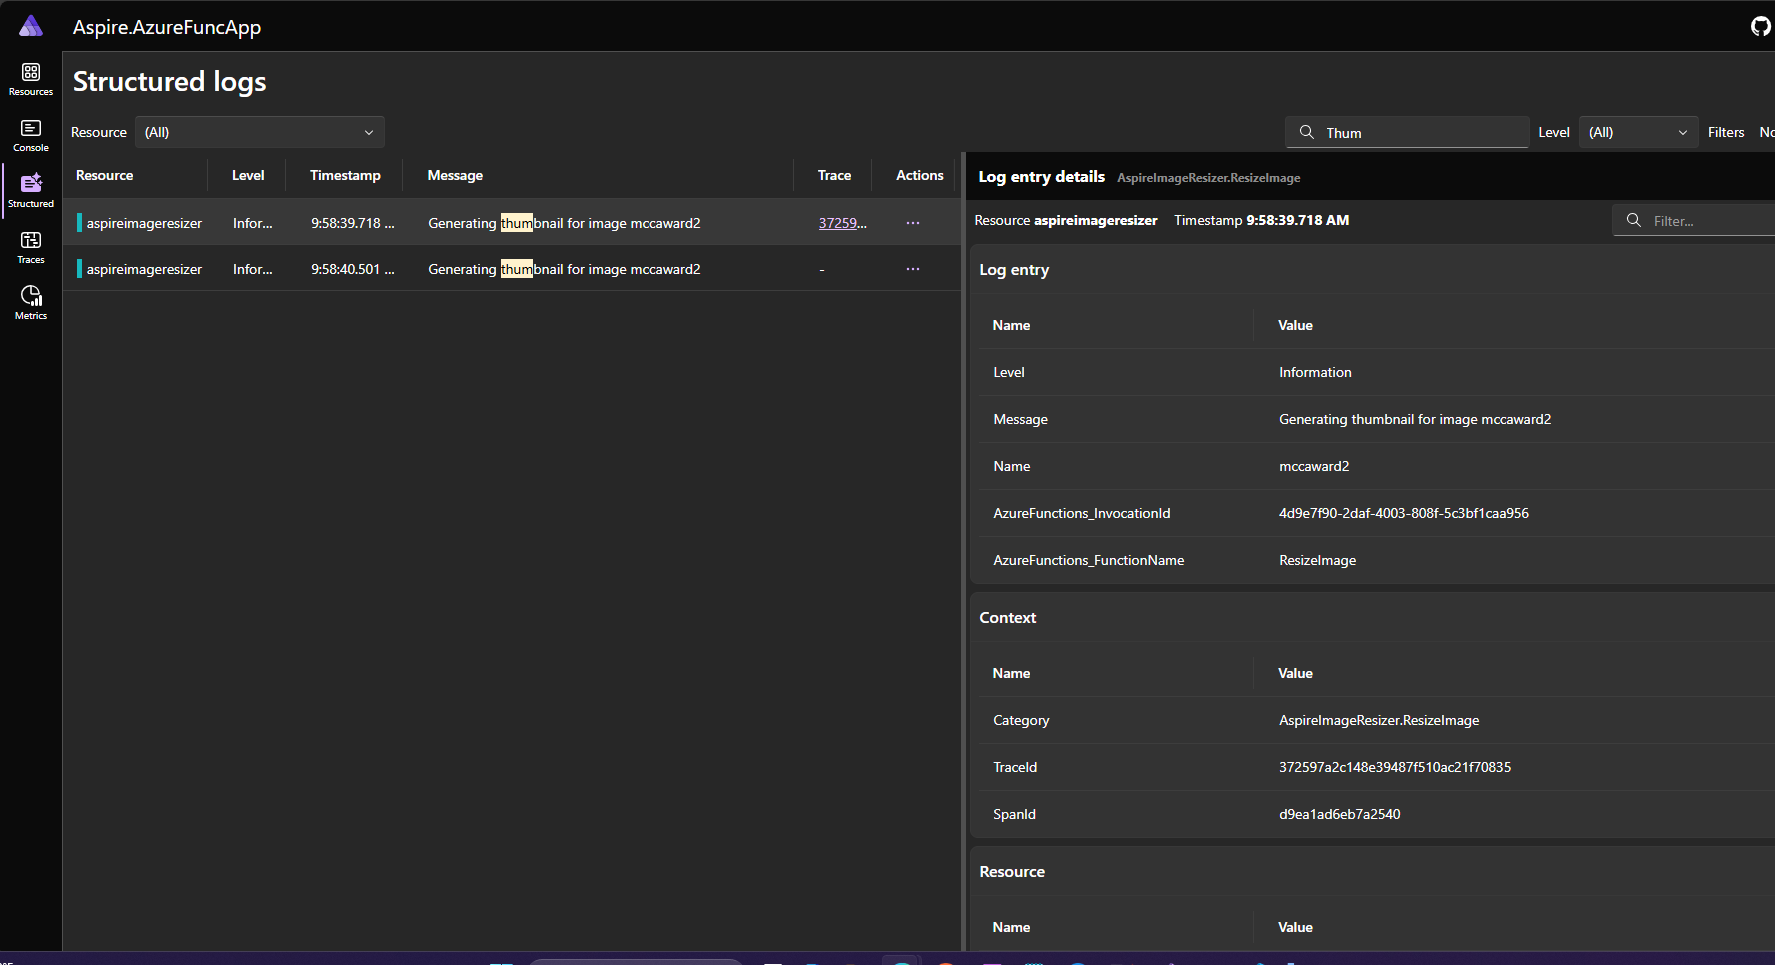 Aspire.AzureFuncApp
Resources
Console
Structured
Traces
Metrics
Structured logs
Resource (All)
Thum Level (All) Filters
Resource Level Timestamp Message Trace Actions
aspireimageresizer Infor... 9:58:39.718 ... Generating thumbnail for image mccaward2 37259... ...
aspireimageresizer Infor... 9:58:40.501 ... Generating thumbnail for image mccaward2 - ...
Log entry details AspireImageResizer.ResizeImage
Resource aspireimageresizer Timestamp 9:58:39.718 AM Filter...
Log entry
Name Value
Level Information
Message Generating thumbnail for image mccaward2
Name mccaward2
AzureFunctions_InvocationId 4d9e7f90-2daf-4003-808f-5c3bf1caa956
AzureFunctions_FunctionName ResizeImage
Context
Name Value
Category AspireImageResizer.ResizeImage
TraceId 372597a2c148e39487f510ac21f70835
SpanId d9ea1ad6eb7a2540
Resource
Name Value